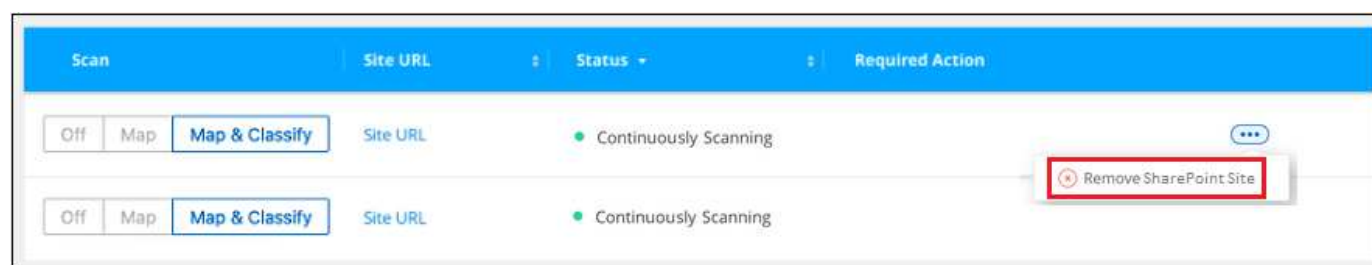 Scan Site URL Status Required Action
Off Map Map & Classify Site URL Continuously Scanning
Remove SharePoint Site
Off Map Map & Classify Site URL Continuously Scanning